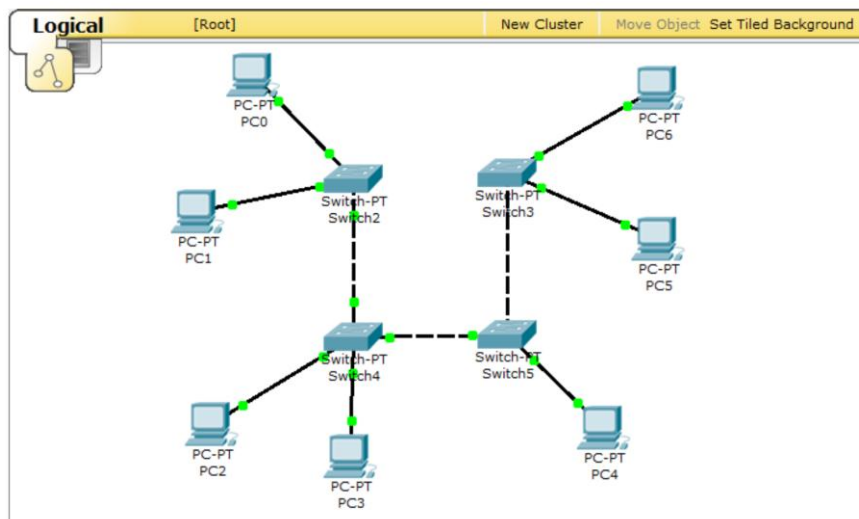 Logical [Root] New Cluster Move Object Set Tiled Background
PC-PT
PC0
PC-PT
PC6
Switch-PT
Switch2
Switch-PT
Switch3
PC-PT
PC1
PC-PT
PC5
Switch-PT
Switch4
Switch-PT
Switch5
PC-PT
PC2
PC-PT
PC3
PC-PT
PC4